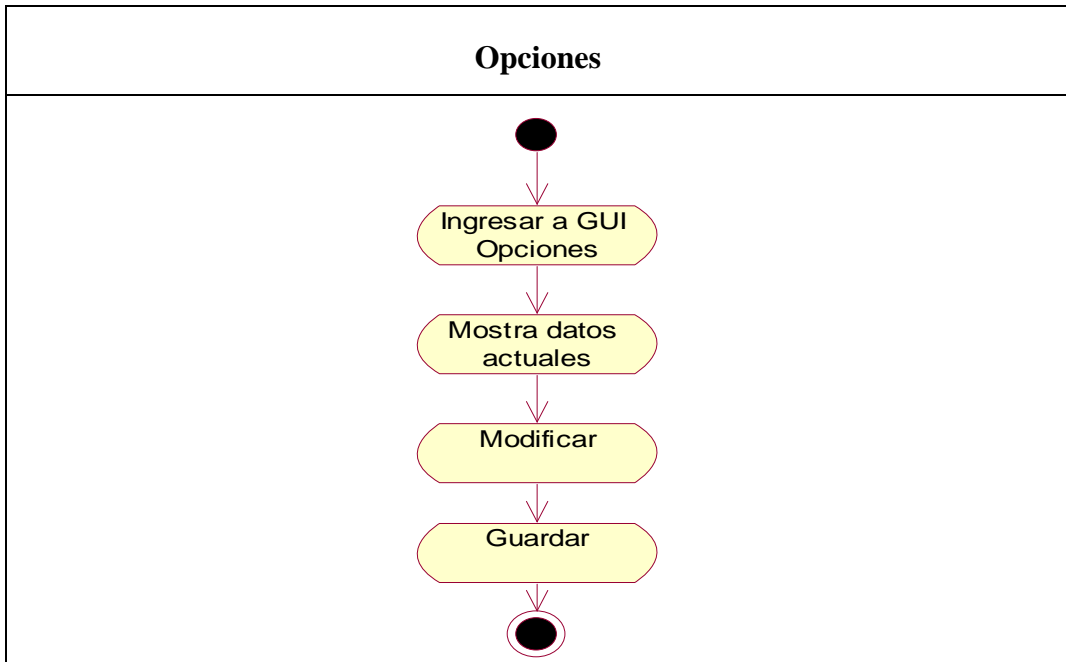 Opciones
Ingresar a GUI
Opciones
Mostra datos
actuales
Modificar
Guardar